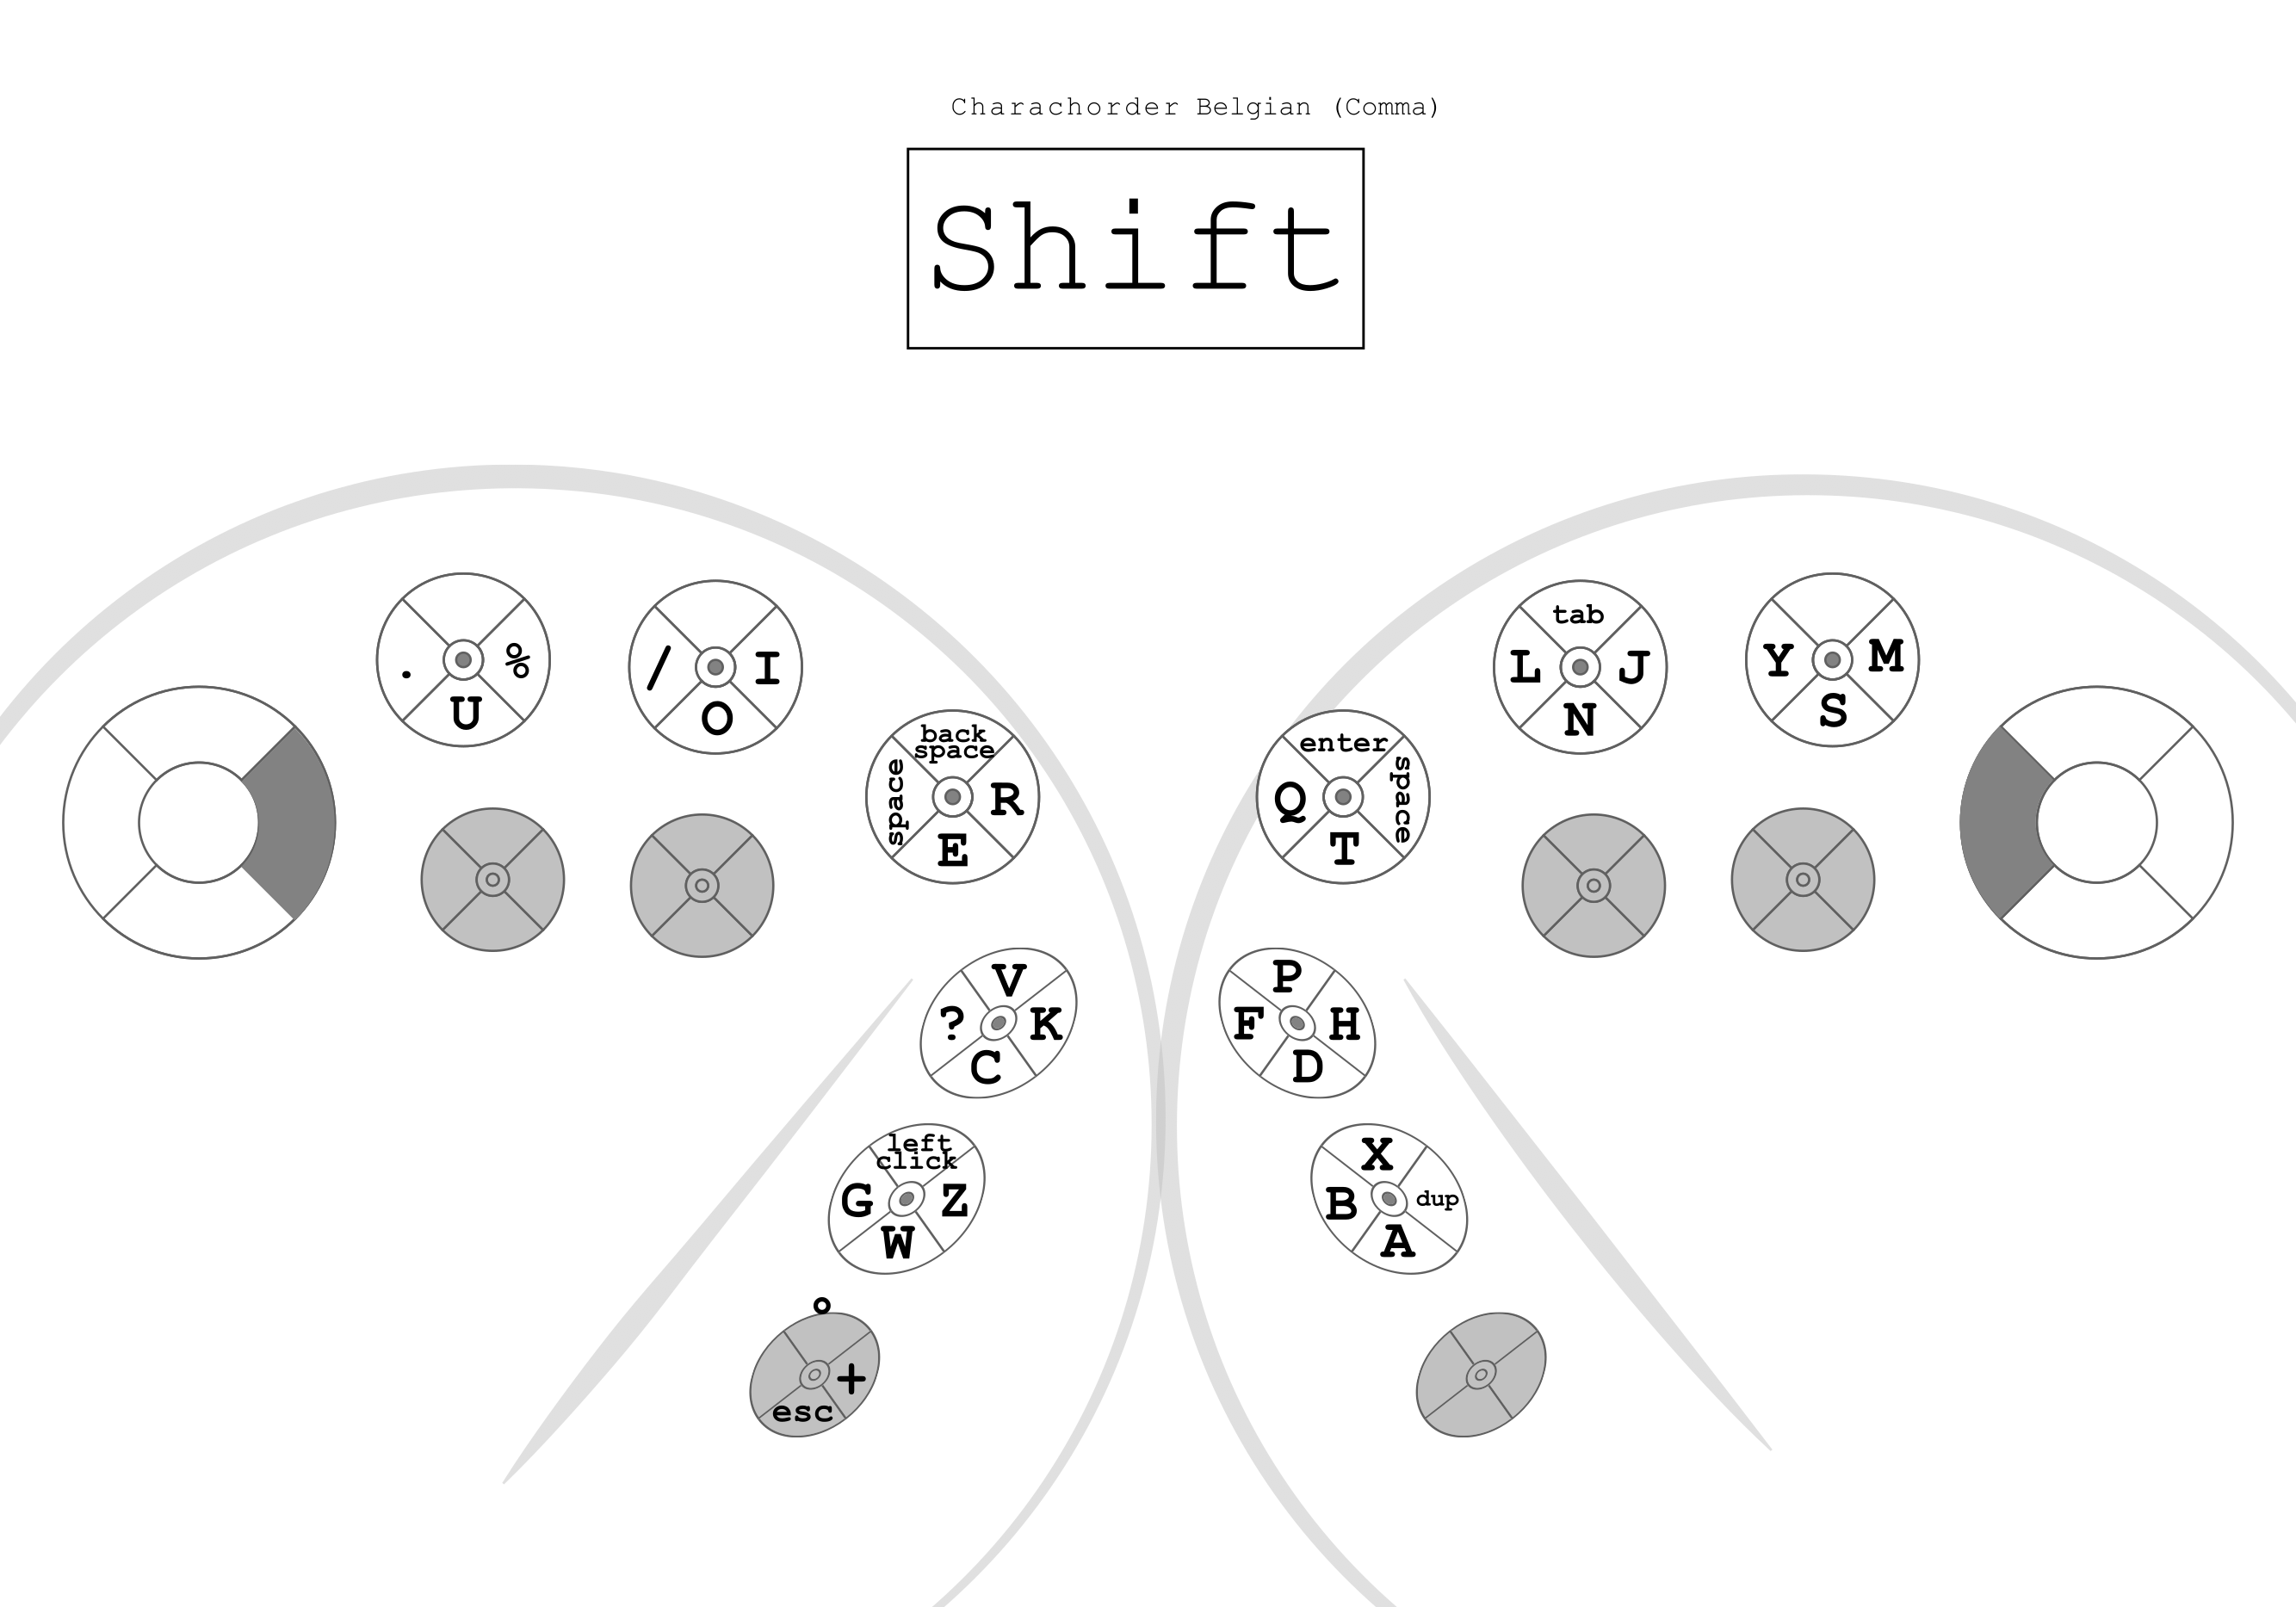 Charachorder Belgian (Comma)
Shift
. % U
/ I O
back
space
space R E
enter
Q space T
tab
L J N
Y M S
V ? K C
P F H D
left
click
G Z W
X B dup A
° + esc